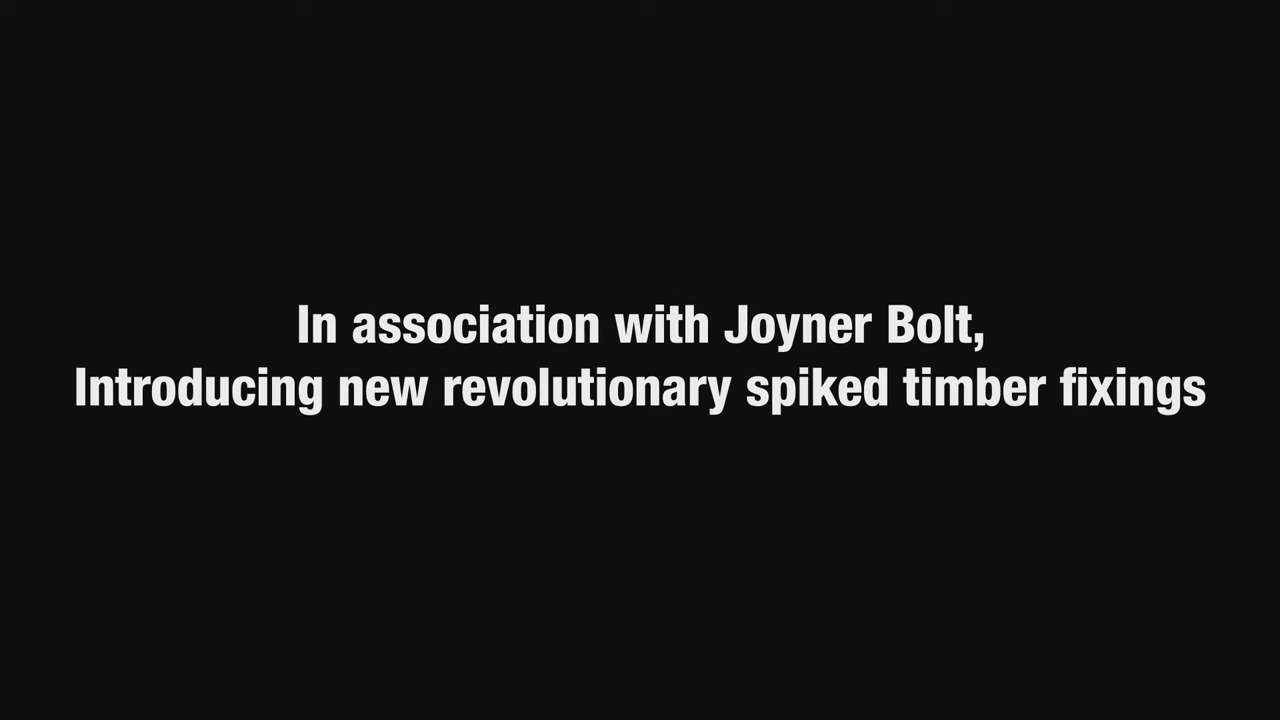 In association with Joyner Bolt,
Introducing new revolutionary spiked timber fixings